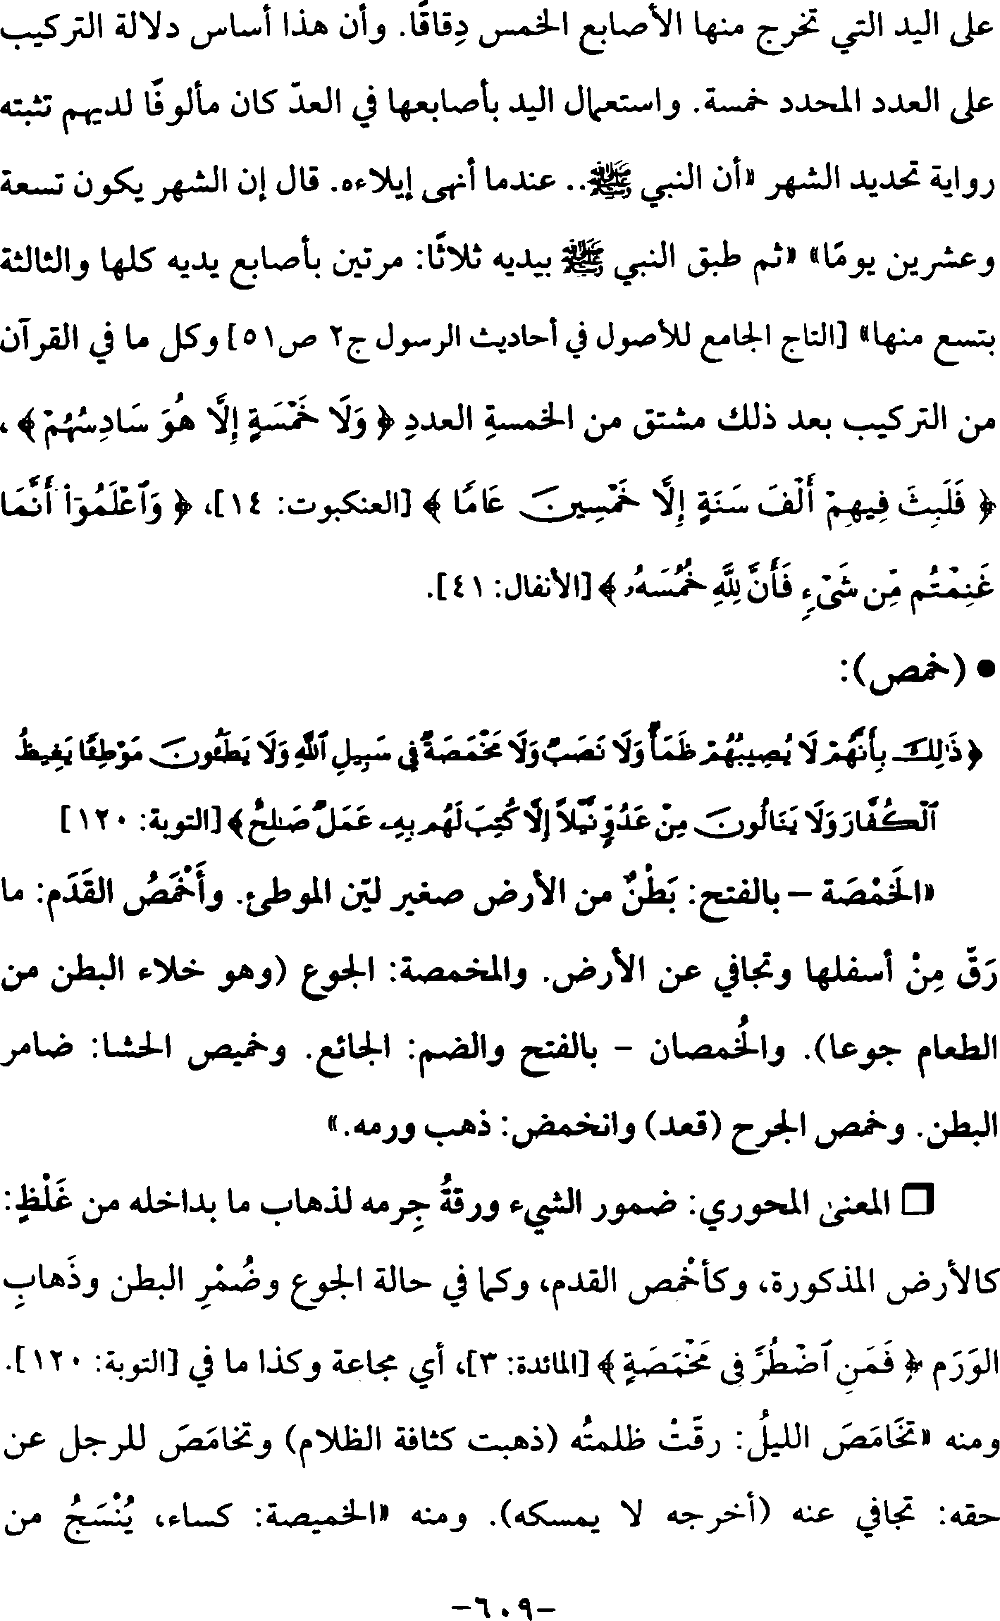 على اليد التي تخرج منها الأصابع الخمس دِقاقًا. وأن هذا أساس دلالة التركيب
على العدد المحدد خمسة. واستعمال اليد بأصابعها في العدّ كان مألوفًا لديهم تثبته
رواية تحديد الشهر «أن النبي ﷺ.. عندما أنهى إيلاءه. قال إن الشهر يكون تسعة
وعشرين يومًا» «ثم طبق النبي ﷺ بيديه ثلاثًا: مرتين بأصابع يديه كلها والثالثة
بتسع منها» [التاج الجامع للأصول في أحاديث الرسول ج٢ ص٥١] وكل ما في القرآن
من التركيب بعد ذلك مشتق من الخمسةِ العددِ ﴿ وَلَا خَمْسَةٍ إِلَّا هُوَ سَادِسُهُمْ ﴾،
﴿ فَلَبِثَ فِيهِمْ أَلْفَ سَنَةٍ إِلَّا خَمْسِينَ عَامًا ﴾ [العنكبوت: ١٤]، ﴿ وَٱعْلَمُوٓا۟ أَنَّمَا
غَنِمْتُم مِّن شَىْءٍ فَأَنَّ لِلَّهِ خُمُسَهُۥ ﴾ [الأنفال: ٤١].
• (خمص):
﴿ ذَٰلِكَ بِأَنَّهُمْ لَا يُصِيبُهُمْ ظَمَأٌ وَلَا نَصَبٌ وَلَا مَخْمَصَةٌ فِي سَبِيلِ ٱللَّهِ وَلَا يَطَـُٔونَ مَوْطِئًا يَغِيظُ
ٱلْكُفَّارَ وَلَا يَنَالُونَ مِنْ عَدُوٍّ نَّيْلًا إِلَّا كُتِبَ لَهُم بِهِۦ عَمَلٌ صَـٰلِحٌ ﴾ [التوبة: ١٢٠]
«الخَمْصَة – بالفتح: بَطْنٌ من الأرض صغير ليّن الموطئ. وأَخْمَصُ القَدَم: ما
رَقّ مِنْ أسفلها وتجافي عن الأرض. والمخمصة: الجوع (وهو خلاء البطن من
الطعام جوعا). والخُمصان – بالفتح والضم: الجائع. وخميص الحشا: ضامر
البطن. وخمص الجرح (قعد) وانخمض: ذهب ورمه.»
❒ المعنى المحوري: ضمور الشيء ورقةُ جِرمه لذهاب ما بداخله من غَلْظٍ:
كالأرض المذكورة، وكأخْمص القدم، وكما في حالة الجوع وضُمْرِ البطن وذَهابِ
الوَرَم ﴿ فَمَنِ ٱضْطُرَّ فِى مَخْمَصَةٍ ﴾ [المائدة: ٣]، أي مجاعة وكذا ما في [التوبة: ١٢٠].
ومنه «تخَامَصَ الليلُ: رقَتْ ظلمتُه (ذهبت كثافة الظلام) وتخامَصَ للرجل عن
حقه: تجافي عنه (أخرجه لا يمسكه). ومنه «الخميصة: كساء، يُنْسَجُ من
-٦٠٩-